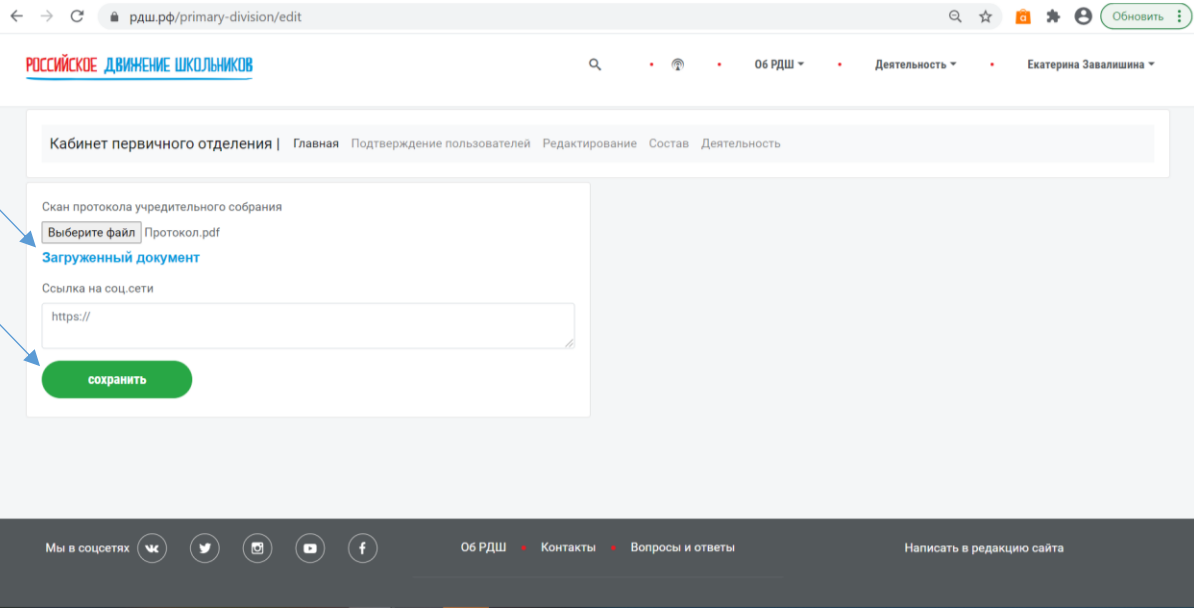 рдш.рф/primary-division/edit
Обновить
РОССИЙСКОЕ ДВИЖЕНИЕ ШКОЛЬНИКОВ
Об РДШ
Деятельность
Екатерина Завалишина
Кабинет первичного отделения | Главная Подтверждение пользователей Редактирование Состав Деятельность
Скан протокола учредительного собрания
Выберите файл Протокол.pdf
Загруженный документ
Ссылка на соц.сети
https://
сохранить
Мы в соцсетях
Об РДШ
Контакты
Вопросы и ответы
Написать в редакцию сайта